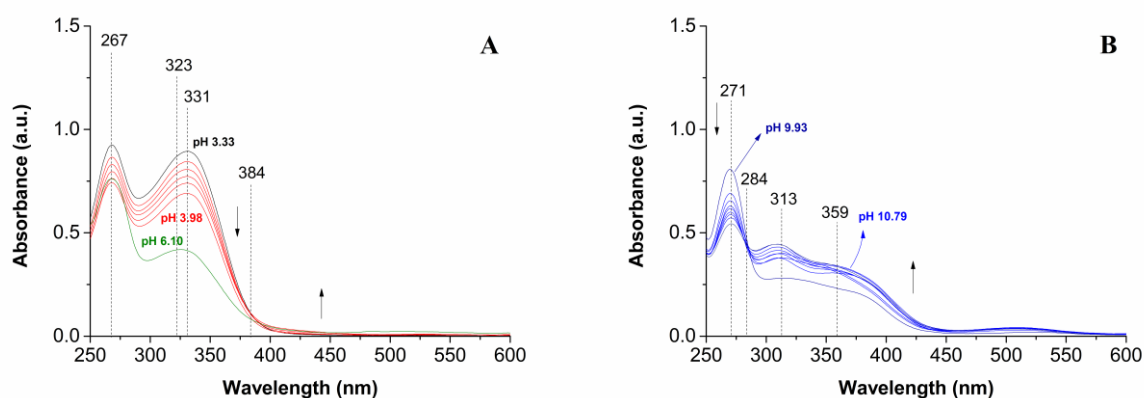 A
1.5
1.0
0.5
0.0
Absorbance (a.u.)
267
323
331
pH 3.33
384
pH 3.98
pH 6.10
250 300 350 400 450 500 550 600
Wavelength (nm)
B
1.5
1.0
0.5
0.0
Absorbance (a.u.)
271
pH 9.93
284
313
359
pH 10.79
250 300 350 400 450 500 550 600
Wavelength (nm)